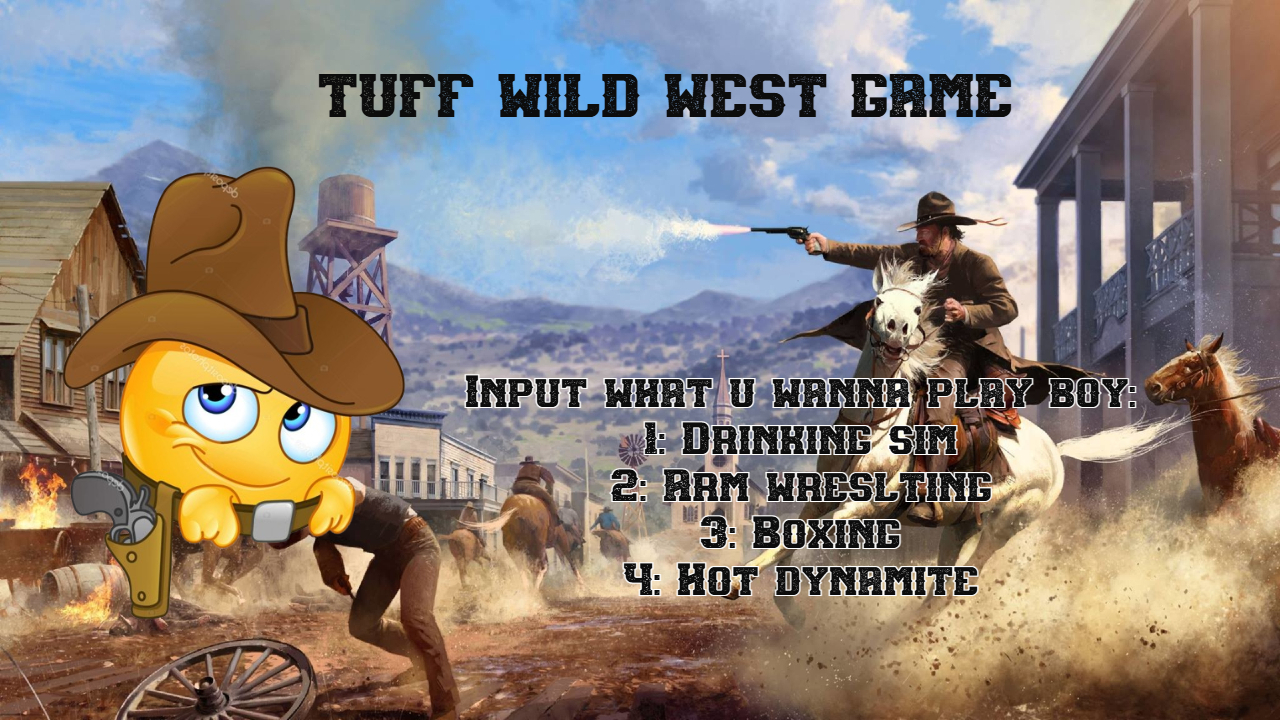 TUFF WILD WEST GAME
Input what u wanna play boy:
1: Drinking sim
2: Arm wreslting
3: Boxing
4: Hot dynamite